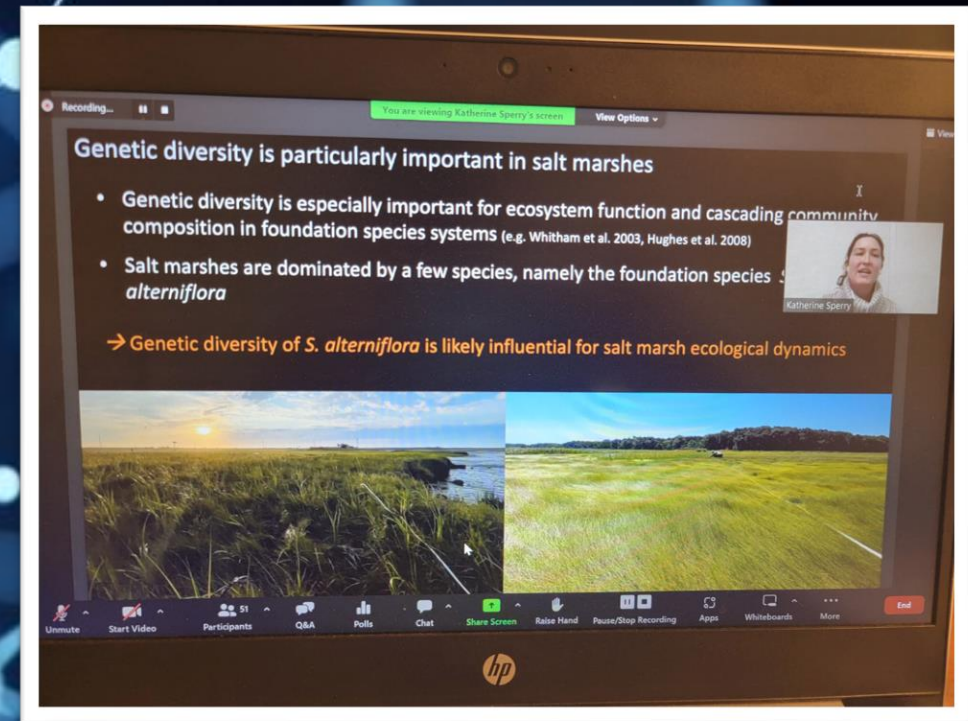 Recording...
You are viewing Katherine Sperry's screen
View Options
View
Genetic diversity is particularly important in salt marshes
• Genetic diversity is especially important for ecosystem function and cascading community
composition in foundation species systems (e.g. Whitham et al. 2003, Hughes et al. 2008)
• Salt marshes are dominated by a few species, namely the foundation species
alterniflora
Katherine Sperry
→ Genetic diversity of S. alterniflora is likely influential for salt marsh ecological dynamics
Unmute
Start Video
51
Participants
Q&A
Polls
Chat
Share Screen
Raise Hand
Pause/Stop Recording
Apps
Whiteboards
More
End
hp